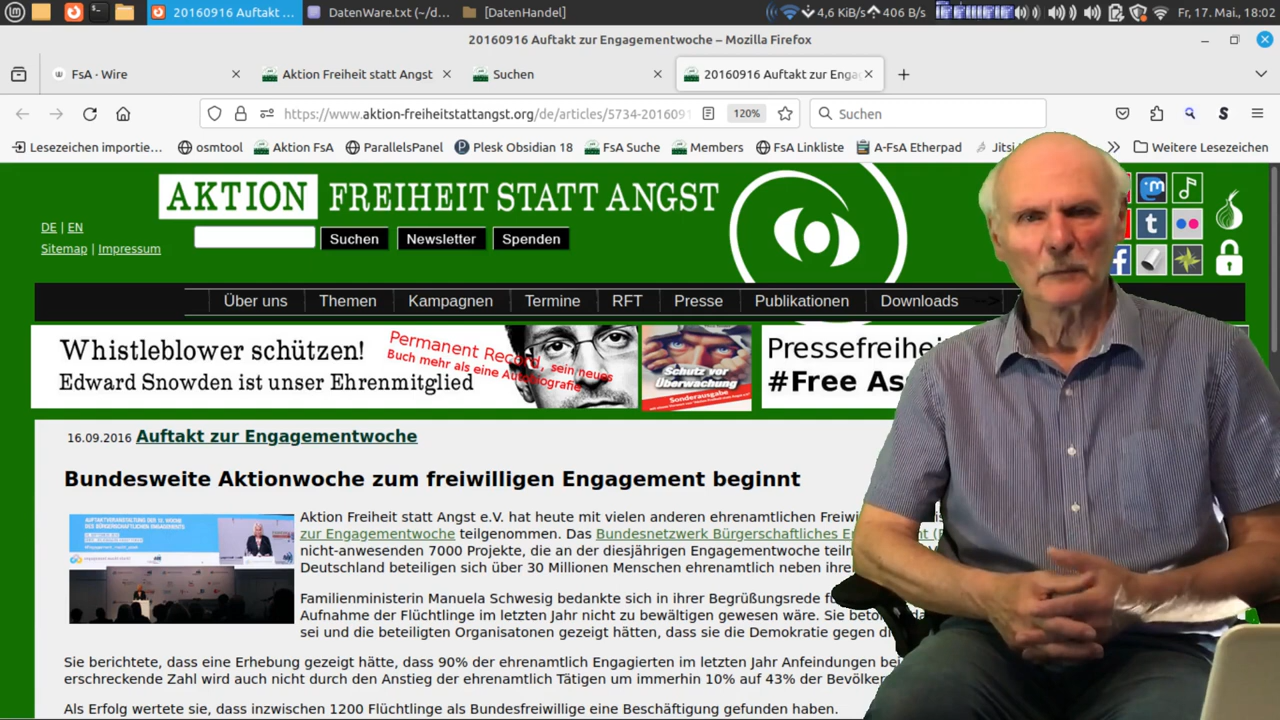 20160916 Auftakt ...
DatenWare.txt (~/d...
[DatenHandel]
4,6 KiB/s
406 B/s
Fr, 17. Mai., 18:02
20160916 Auftakt zur Engagementwoche – Mozilla Firefox
FsA · Wire
Aktion Freiheit statt Angst
Suchen
20160916 Auftakt zur Enga
https://www.aktion-freiheitstattangst.org/de/articles/5734-2016091
120%
Suchen
Lesezeichen importie...
osmtool
Aktion FsA
ParallelsPanel
Plesk Obsidian 18
FsA Suche
Members
FsA Linkliste
A-FsA Etherpad
Jitsi
Weitere Lesezeichen
AKTION FREIHEIT STATT ANGST
DE | EN
Sitemap | Impressum
Suchen
Newsletter
Spenden
Über uns
Themen
Kampagnen
Termine
RFT
Presse
Publikationen
Downloads
-->
Whistleblower schützen!
Edward Snowden ist unser Ehrenmitglied
Permanent Record, sein neues
Buch mehr als eine Autobiografie
Schutz vor
Überwachung
Sonderausgabe
Pressefreihei
#Free As
16.09.2016 Auftakt zur Engagementwoche
Bundesweite Aktionwoche zum freiwilligen Engagement beginnt
Aktion Freiheit statt Angst e.V. hat heute mit vielen anderen ehrenamtlichen Freiwi
zur Engagementwoche teilgenommen. Das Bundesnetzwerk Bürgerschaftliches E
nicht-anwesenden 7000 Projekte, die an der diesjährigen Engagementwoche teiln
Deutschland beteiligen sich über 30 Millionen Menschen ehrenamtlich neben ihre
Familienministerin Manuela Schwesig bedankte sich in ihrer Begrüßungsrede f
Aufnahme der Flüchtlinge im letzten Jahr nicht zu bewältigen gewesen wäre. Sie beto
sei und die beteiligten Organisatonen gezeigt hätten, dass sie die Demokratie gegen d
Sie berichtete, dass eine Erhebung gezeigt hätte, dass 90% der ehrenamtlich Engagierten im letzten Jahr Anfeindungen bei
erschreckende Zahl wird auch nicht durch den Anstieg der ehrenamtlich Tätigen um immerhin 10% auf 43% der Bevölker
Als Erfolg wertete sie, dass inzwischen 1200 Flüchtlinge als Bundesfreiwillige eine Beschäftigung gefunden haben.